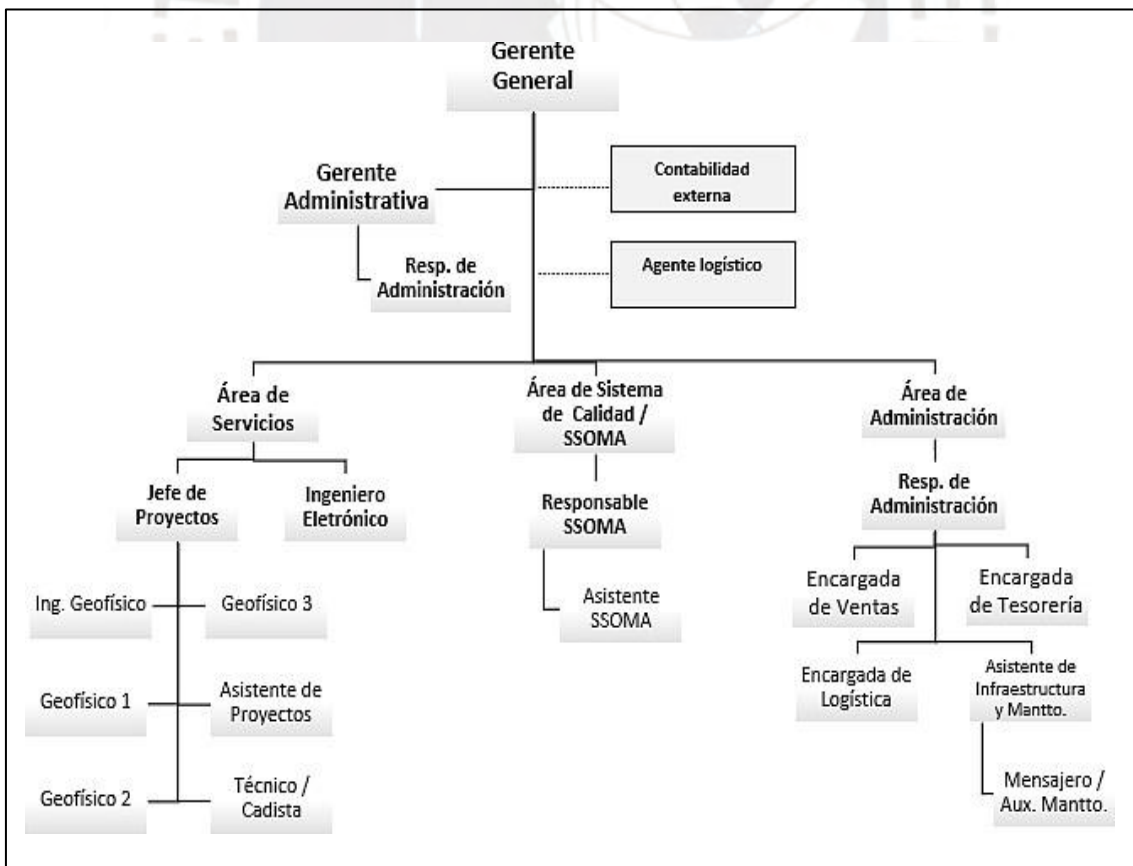 Gerente
General
Gerente
Administrativa
Contabilidad
externa
Resp. de
Administración
Agente logístico
Área de
Servicios
Área de Sistema
de Calidad /
SSOMA
Área de
Administración
Jefe de
Proyectos
Ingeniero
Eletrónico
Responsable
SSOMA
Resp. de
Administración
Ing. Geofísico
Geofísico 3
Asistente
SSOMA
Encargada
de Ventas
Encargada
de Tesorería
Geofísico 1
Asistente de
Proyectos
Encargada de
Logística
Asistente de
Infraestructura
y Mantto.
Geofísico 2
Técnico /
Cadista
Mensajero /
Aux. Mantto.